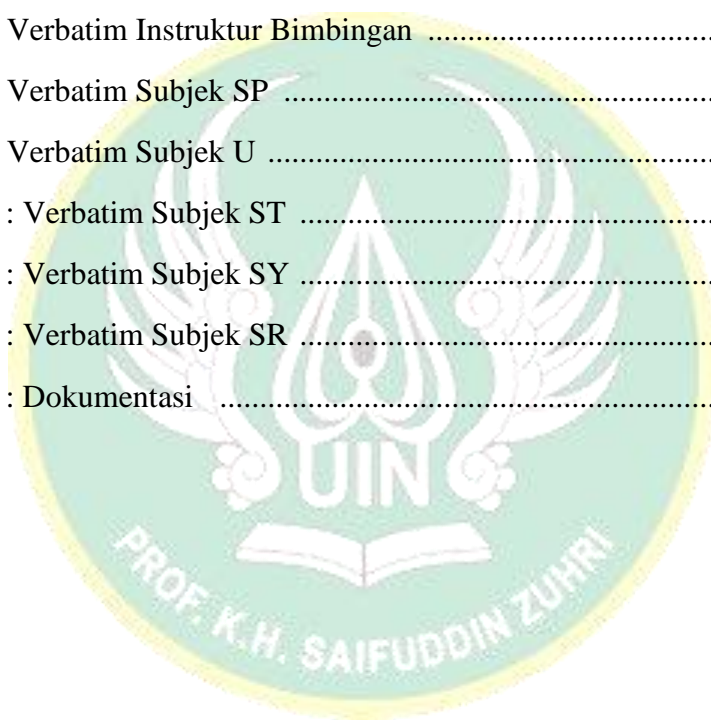 Verbatim Instruktur Bimbingan ...................................
Verbatim Subjek SP .....................................................
Verbatim Subjek U .......................................................
: Verbatim Subjek ST ...................................................
: Verbatim Subjek SY ...................................................
: Verbatim Subjek SR ...................................................
: Dokumentasi .............................................................
UIN
PROF. K.H. SAIFUDDIN ZUHRI